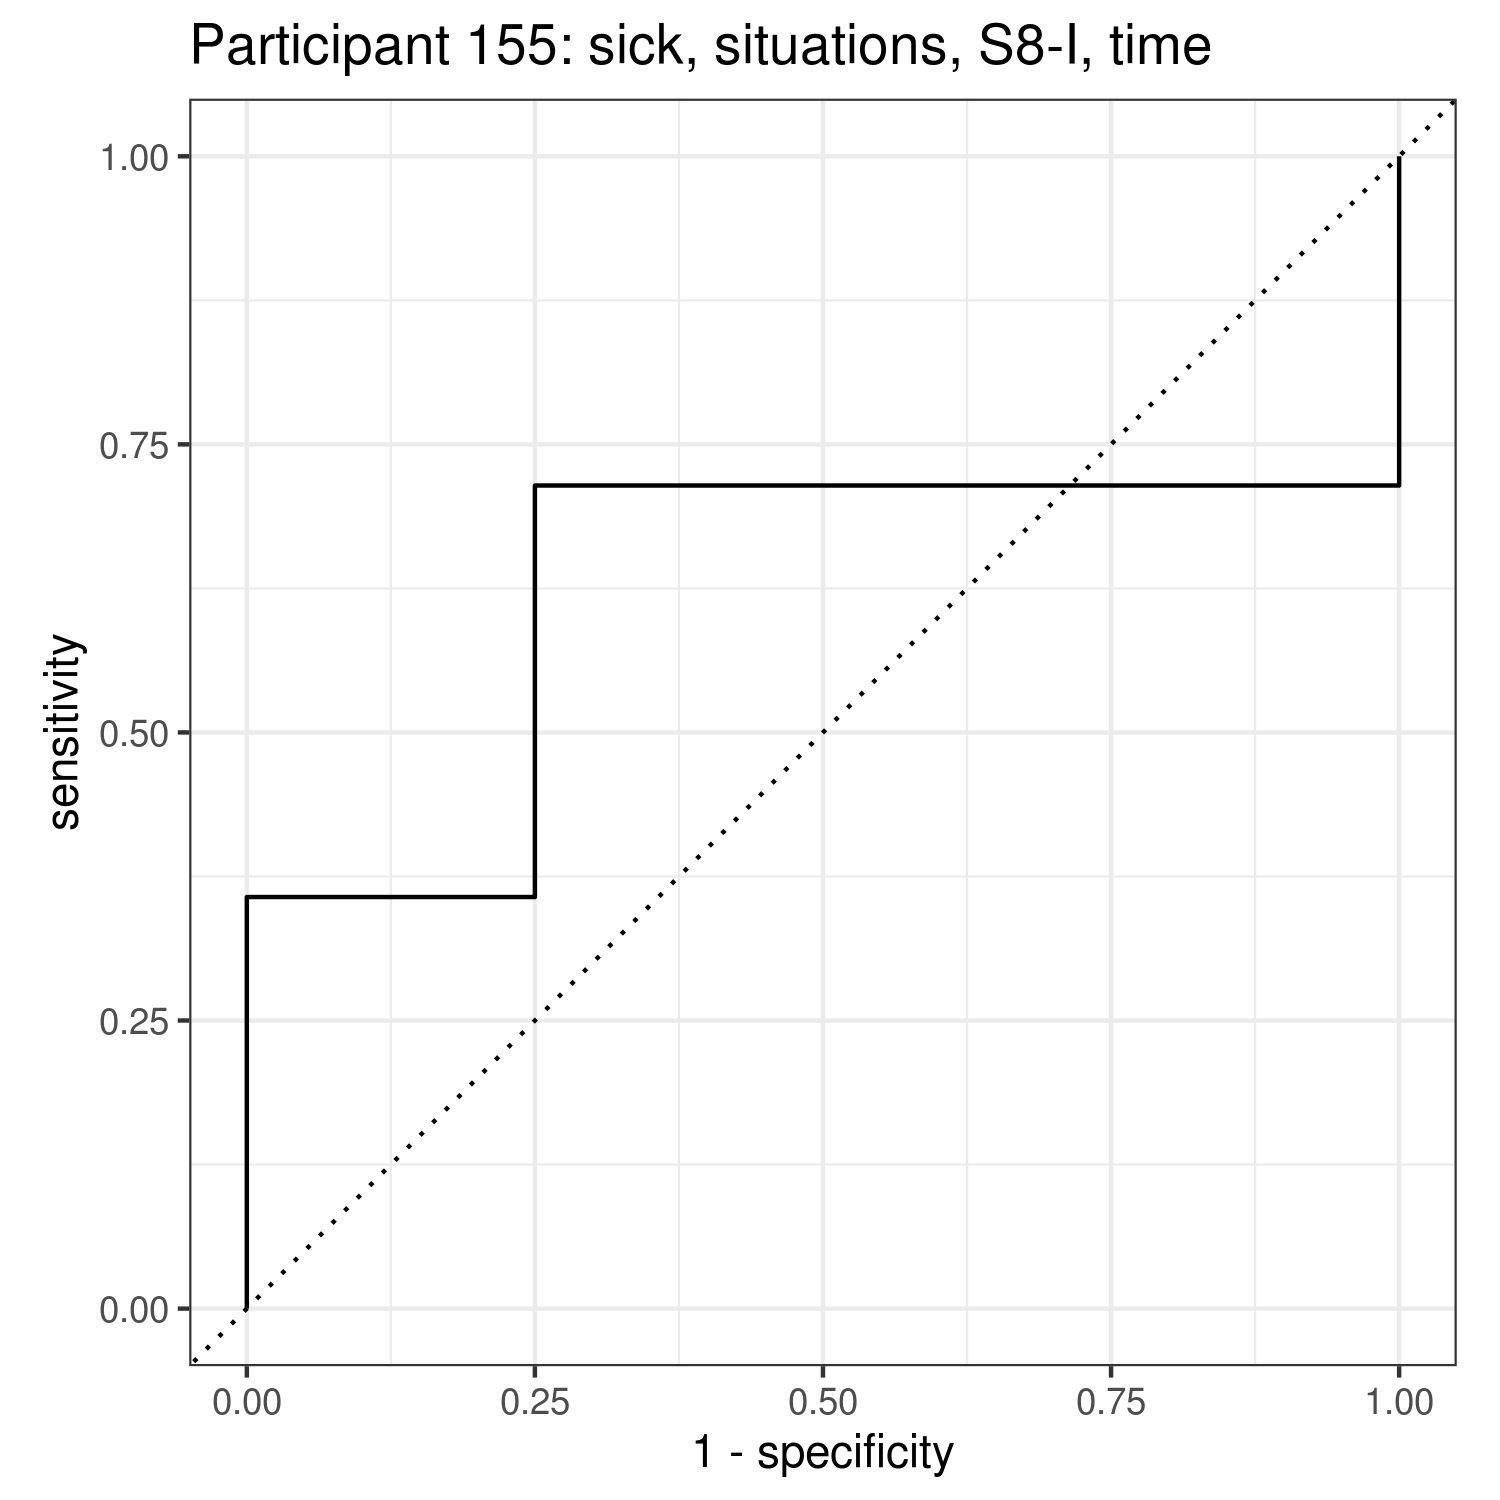 Participant 155: sick, situations, S8-I, time
1.00
0.75
0.50
0.25
0.00
sensitivity
0.00 0.25 0.50 0.75 1.00
1 - specificity